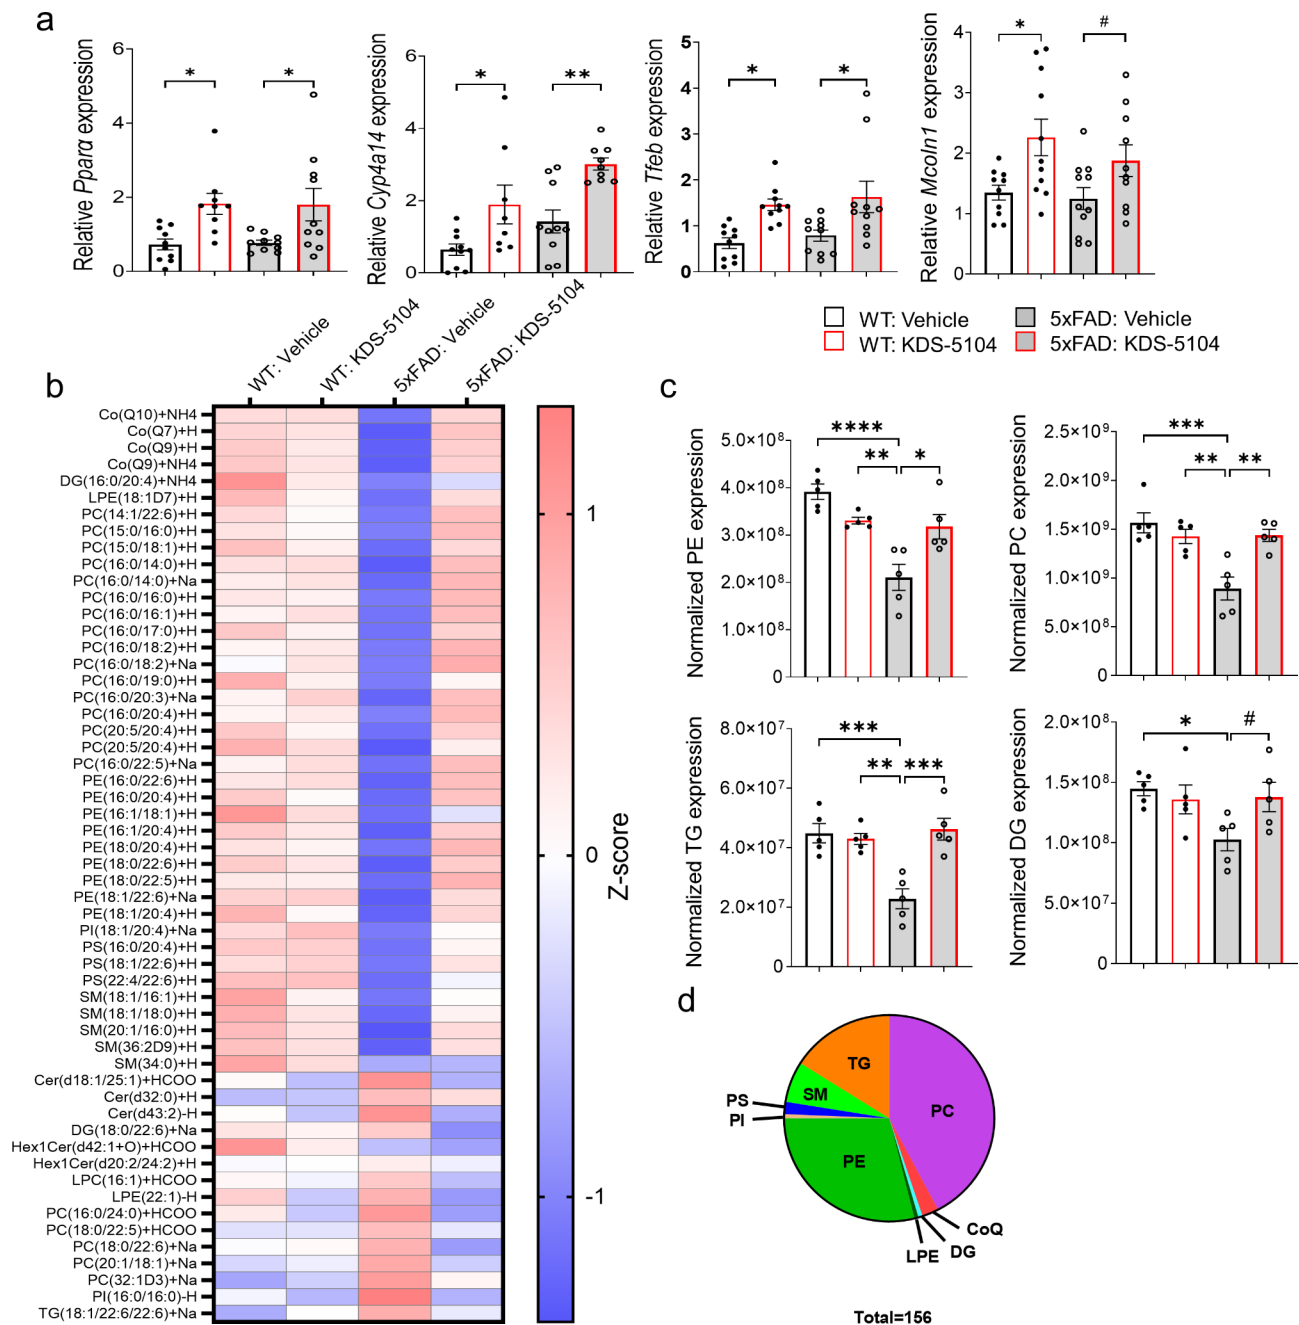 a
Relative Pparα expression
6
4
2
0
*
*
Relative Cyp4a14 expression
6
4
2
0
*
**
Relative Tfeb expression
5
4
3
2
1
0
*
*
Relative Mcoln1 expression
4
3
2
1
0
*
#
WT: Vehicle
5xFAD: Vehicle
WT: KDS-5104
5xFAD: KDS-5104
b
WT: Vehicle
WT: KDS-5104
5xFAD: Vehicle
5xFAD: KDS-5104
Co(Q10)+NH4
Co(Q7)+H
Co(Q9)+H
Co(Q9)+NH4
DG(16:0/20:4)+NH4
LPE(18:1D7)+H
PC(14:1/22:6)+H
PC(15:0/16:0)+H
PC(15:0/18:1)+H
PC(16:0/14:0)+H
PC(16:0/14:0)+Na
PC(16:0/16:0)+H
PC(16:0/16:1)+H
PC(16:0/17:0)+H
PC(16:0/18:2)+H
PC(16:0/18:2)+Na
PC(16:0/19:0)+H
PC(16:0/20:3)+Na
PC(16:0/20:4)+H
PC(20:5/20:4)+H
PC(20:5/20:4)+H
PC(16:0/22:5)+Na
PE(16:0/22:6)+H
PE(16:0/20:4)+H
PE(16:1/18:1)+H
PE(16:1/20:4)+H
PE(18:0/20:4)+H
PE(18:0/22:6)+H
PE(18:0/22:5)+H
PE(18:1/22:6)+Na
PE(18:1/20:4)+H
PI(18:1/20:4)+Na
PS(16:0/20:4)+H
PS(18:1/22:6)+H
PS(22:4/22:6)+H
SM(18:1/16:1)+H
SM(18:1/18:0)+H
SM(20:1/16:0)+H
SM(36:2D9)+H
SM(34:0)+H
Cer(d18:1/25:1)+HCOO
Cer(d32:0)+H
Cer(d43:2)-H
DG(18:0/22:6)+Na
Hex1Cer(d42:1+O)+HCOO
Hex1Cer(d20:2/24:2)+H
LPC(16:1)+HCOO
LPE(22:1)-H
PC(16:0/24:0)+HCOO
PC(18:0/22:5)+HCOO
PC(18:0/22:6)+Na
PC(20:1/18:1)+Na
PC(32:1D3)+Na
PI(16:0/16:0)-H
TG(18:1/22:6/22:6)+Na
1
0
-1
Z-score
c
Normalized PE expression
5.0×10⁸
4.0×10⁸
3.0×10⁸
2.0×10⁸
1.0×10⁸
0
****
**
*
Normalized PC expression
2.5×10⁹
2.0×10⁹
1.5×10⁹
1.0×10⁹
5.0×10⁸
0
***
**
**
Normalized TG expression
8.0×10⁷
6.0×10⁷
4.0×10⁷
2.0×10⁷
0
***
**
***
Normalized DG expression
2.0×10⁸
1.5×10⁸
1.0×10⁸
5.0×10⁷
0
*
#
d
TG
SM
PS
PI
PC
PE
CoQ
DG
LPE
Total=156